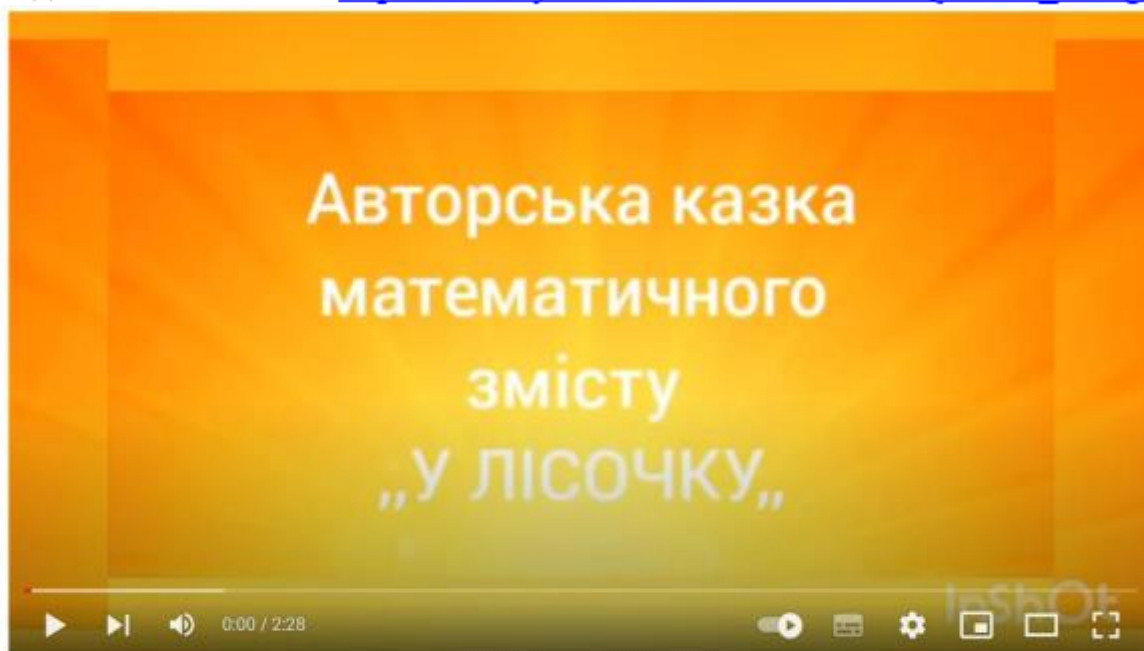 Авторська казка
математичного
змісту
„У ЛІСОЧКУ„
InShOt
0:00 / 2:28